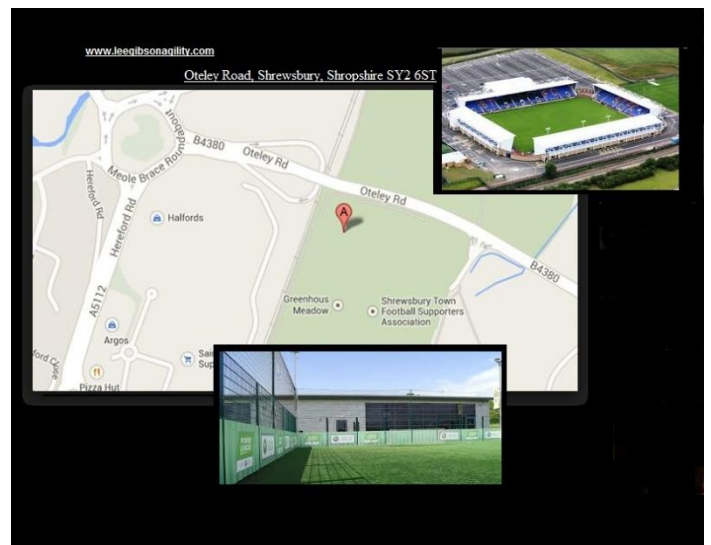 www.leegibsonagility.com
Oteley Road, Shrewsbury, Shropshire SY2 6ST
Meole Brace Roundabout
B4380
Oteley Rd
Oteley Rd
Hereford Rd
Hereford Rd
Halfords
B4380
A5112
Greenhous
Meadow
Shrewsbury Town
Football Supporters
Association
A
Argos
Pizza Hut